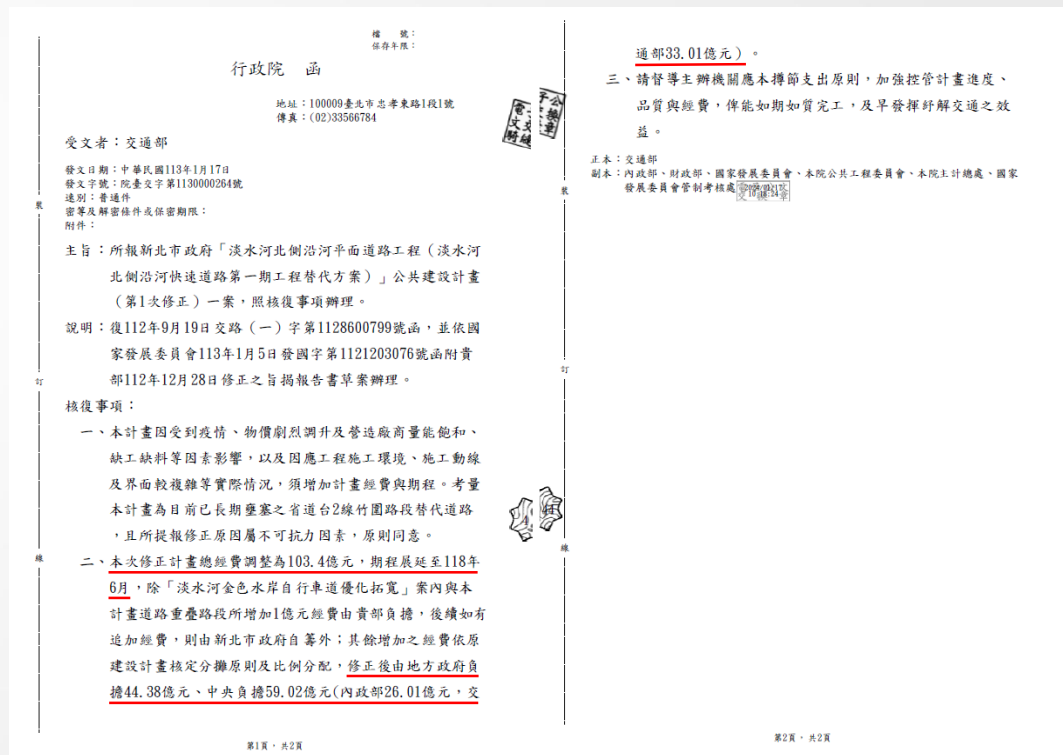 檔　　號：
保存年限：
行政院　函
地址：100009臺北市忠孝東路1段1號
傳真：(02)33566784
受文者：交通部
發文日期：中華民國113年1月17日
發文字號：院臺交字第1130000264號
速別：普通件
密等及解密條件或保密期限：
附件：
主旨：所報新北市政府「淡水河北側沿河平面道路工程（淡水河
北側沿河快速道路第一期工程替代方案）」公共建設計畫
（第1次修正）一案，照核復事項辦理。
說明：復112年9月19日交路（一）字第1128600799號函，並依國
家發展委員會113年1月5日發國字第1121203076號函附貴
部112年12月28日修正之旨揭報告書草案辦理。
核復事項：
一、本計畫因受到疫情、物價劇烈調升及營造廠商量能飽和、
缺工缺料等因素影響，以及因應工程施工環境、施工動線
及界面較複雜等實際情況，須增加計畫經費與期程。考量
本計畫為目前已長期壅塞之省道台2線竹圍路段替代道路
，且所提報修正原因屬不可抗力因素，原則同意。
二、本次修正計畫總經費調整為103.4億元，期程展延至118年
6月，除「淡水河金色水岸自行車道優化拓寬」案內與本
計畫道路重疊路段所增加1億元經費由貴部負擔，後續如有
追加經費，則由新北市政府自籌外；其餘增加之經費依原
建設計畫核定分攤原則及比例分配，修正後由地方政府負
擔44.38億元、中央負擔59.02億元(內政部26.01億元，交
裝
訂
線
第1頁，共2頁
通部33.01億元）。
三、請督導主辦機關應本撙節支出原則，加強控管計畫進度、
品質與經費，俾能如期如質完工，及早發揮紓解交通之效
益。
正本：交通部
副本：內政部、財政部、國家發展委員會、本院公共工程委員會、本院主計總處、國家
發展委員會管制考核處
裝
訂
線
第2頁，共2頁